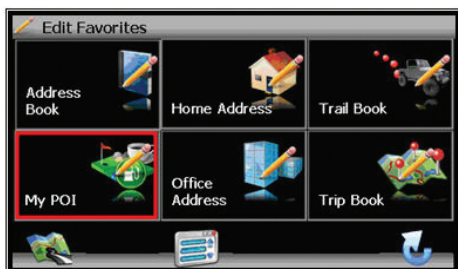 Edit Favorites
Address
Book
Home Address
Trail Book
My POI
Office
Address
Trip Book